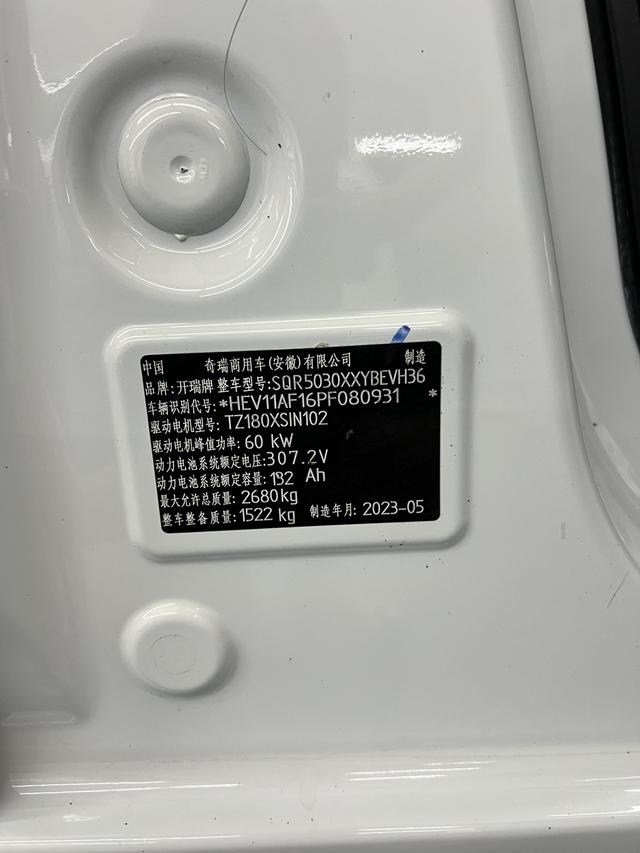 中国 奇瑞商用车(安徽)有限公司 制造
品牌:开瑞牌 整车型号:SQR5030XXYBEVH36
车辆识别代号:*HEV11AF16PF080931 *
驱动电机型号: TZ180XSIN102
驱动电机峰值功率: 60 kW
动力电池系统额定电压:307.2V
动力电池系统额定容量: 132 Ah
最大允许总质量: 2680kg
整车整备质量: 1522 kg 制造年月: 2023-05